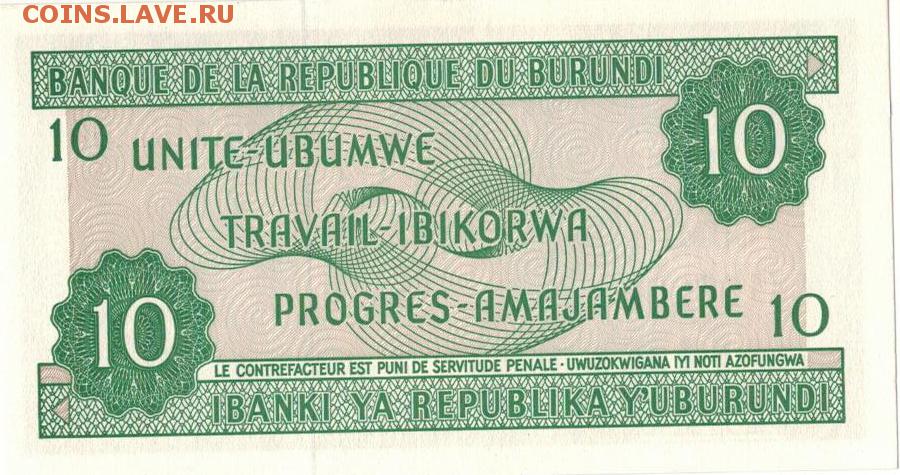 COINS.LAVE.RU
BANQUE DE LA REPUBLIQUE DU BURUNDI
10
10
UNITE-UBUMWE
TRAVAIL-IBIKORWA
PROGRES-AMAJAMBERE
10
10
LE CONTREFACTEUR EST PUNI DE SERVITUDE PENALE · UWUZOKWIGANA IYI NOTI AZOFUNGWA
IBANKI YA REPUBLIKA Y'UBURUNDI